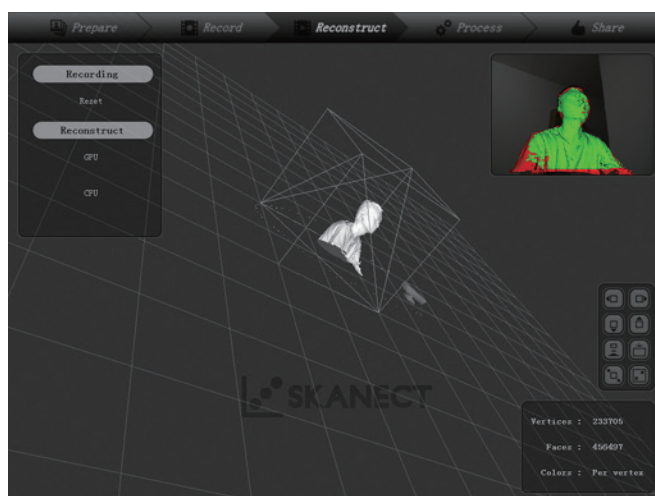 Prepare Record Reconstruct Process Share
Recording
Reset
Reconstruct
GPU
CPU
SKANECT
Vertices : 233705
Faces : 456497
Colors : Per vertex